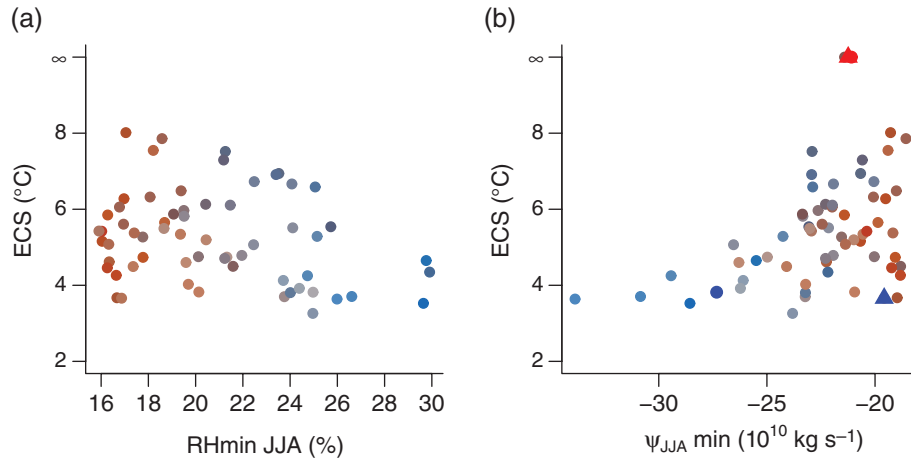 (a)
ECS (°C)
∞
8
6
4
2
16 18 20 22 24 26 28 30
RHmin JJA (%)
(b)
ECS (°C)
∞
8
6
4
2
−30 −25 −20
ψJJA min (10¹⁰ kg s⁻¹)